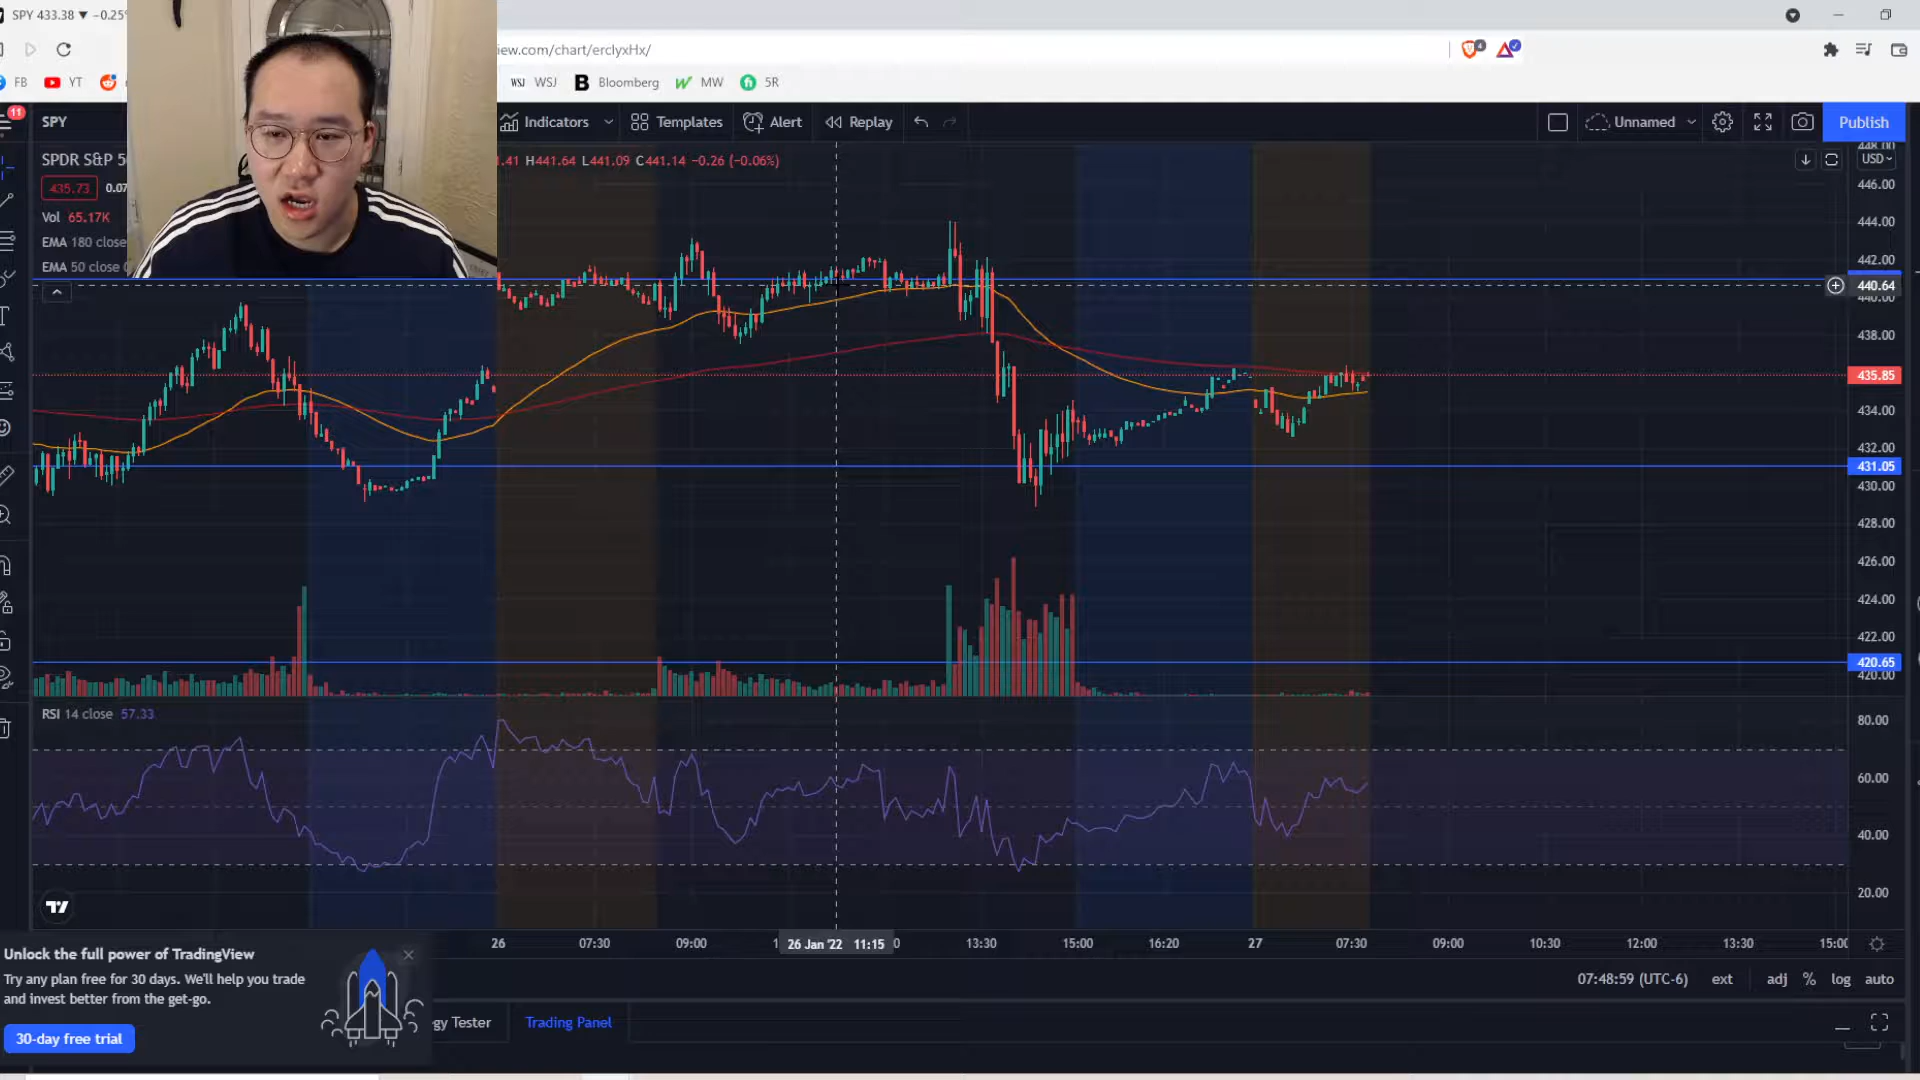 SPY 433.38 ▼ −0.25%
iew.com/chart/erclyxHx/
4
FB
YT
WSJ WSJ
B Bloomberg
MW
5R
11
SPY
Indicators
Templates
Alert
Replay
Unnamed
Publish
SPDR S&P 5
.41 H441.64 L441.09 C441.14 −0.26 (−0.06%)
USD
435.73
0.07
Vol 65.17K
EMA 180 close
EMA 50 close
448.00
446.00
444.00
442.00
440.64
440.00
438.00
435.85
434.00
432.00
431.05
430.00
428.00
426.00
424.00
422.00
420.65
420.00
RSI 14 close 57.33
80.00
60.00
40.00
20.00
26
07:30
09:00
26 Jan '22 11:15
13:30
15:00
16:20
27
07:30
09:00
10:30
12:00
13:30
15:00
Unlock the full power of TradingView
Try any plan free for 30 days. We'll help you trade
and invest better from the get-go.
30-day free trial
07:48:59 (UTC-6)
ext
adj
%
log
auto
gy Tester
Trading Panel